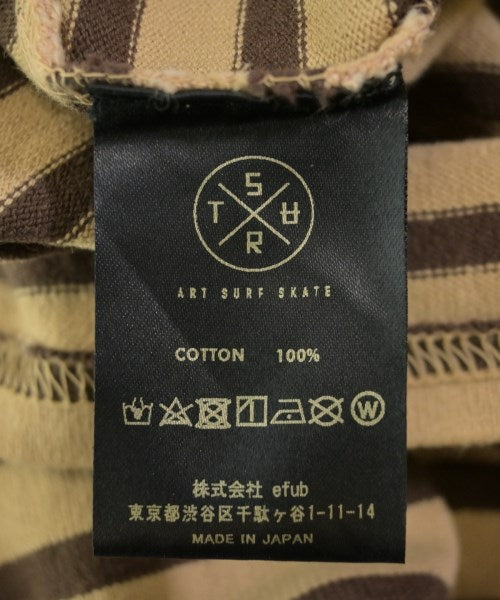 S
T R
R
ART SURF SKATE
COTTON 100%
W
株式会社 efub
東京都渋谷区千駄ヶ谷1-11-14
MADE IN JAPAN